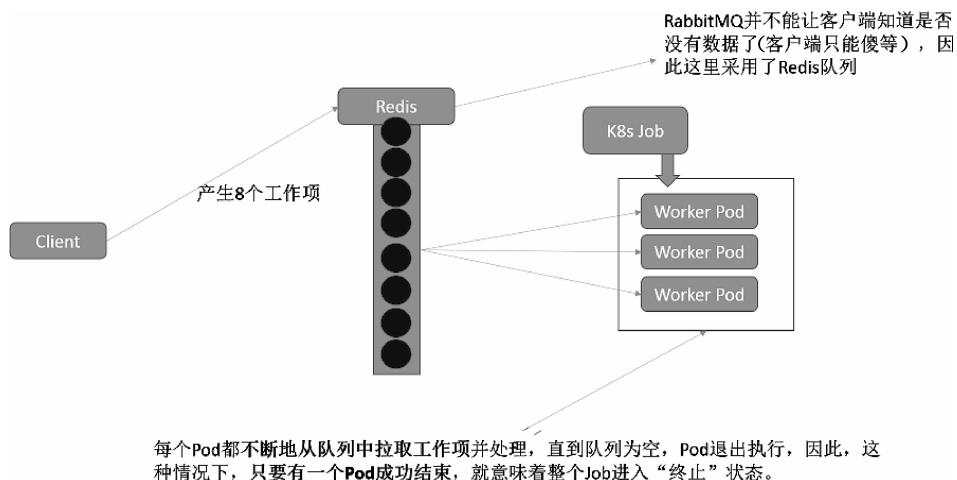 RabbitMQ并不能让客户端知道是否
没有数据了(客户端只能傻等），因
此这里采用了Redis队列
Redis
K8s Job
产生8个工作项
Client
Worker Pod
Worker Pod
Worker Pod
每个Pod都不断地从队列中拉取工作项并处理，直到队列为空，Pod退出执行，因此，这
种情况下，只要有一个Pod成功结束，就意味着整个Job进入“终止”状态。